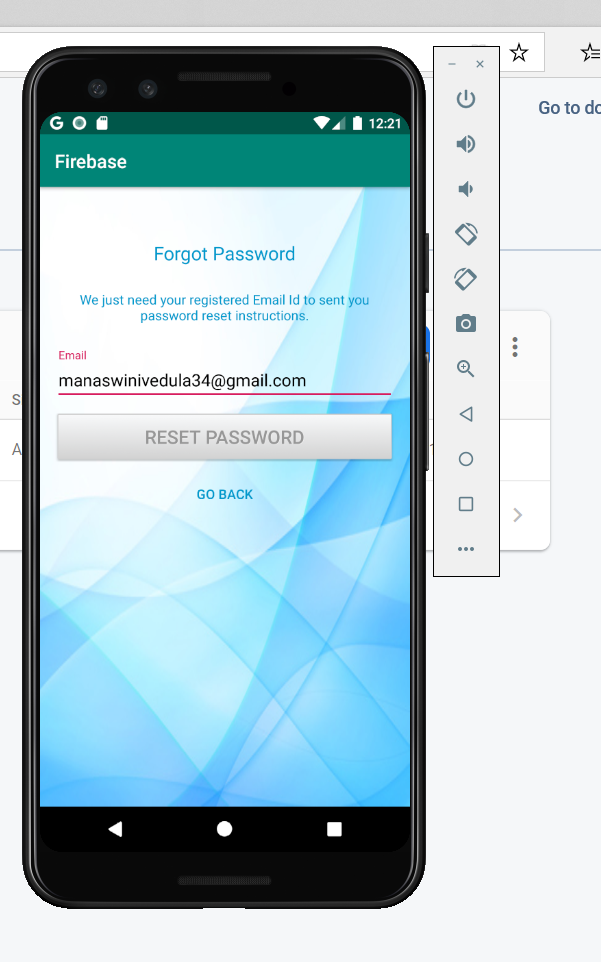 Go to do
12:21
Firebase
Forgot Password
We just need your registered Email Id to sent you
password reset instructions.
Email
manaswinivedula34@gmail.com
RESET PASSWORD
GO BACK
S
A